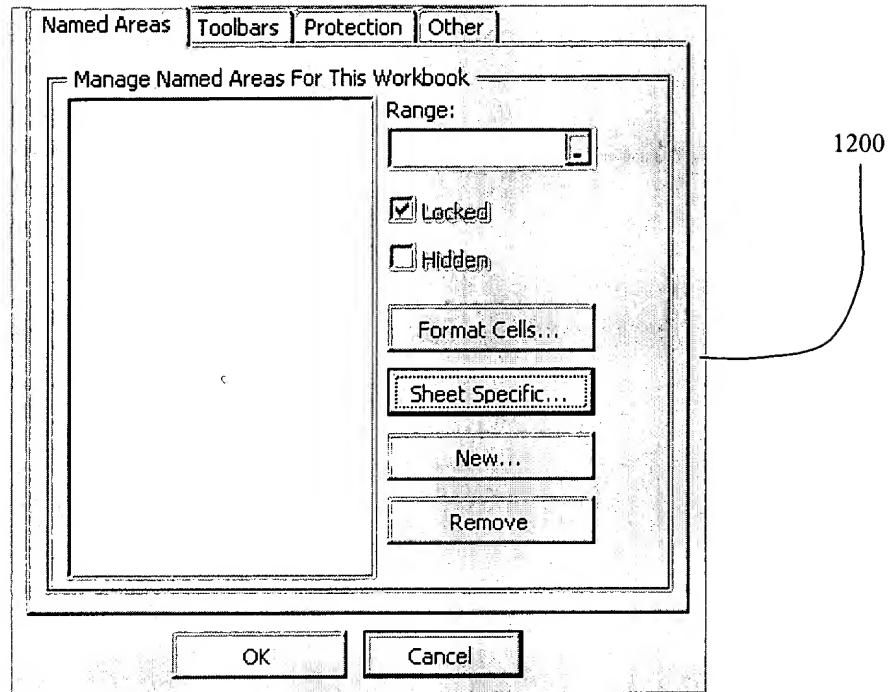 Named Areas Toolbars Protection Other
Manage Named Areas For This Workbook
Range:
1200
Locked
Hidden
Format Cells...
Sheet Specific...
New...
Remove
OK Cancel